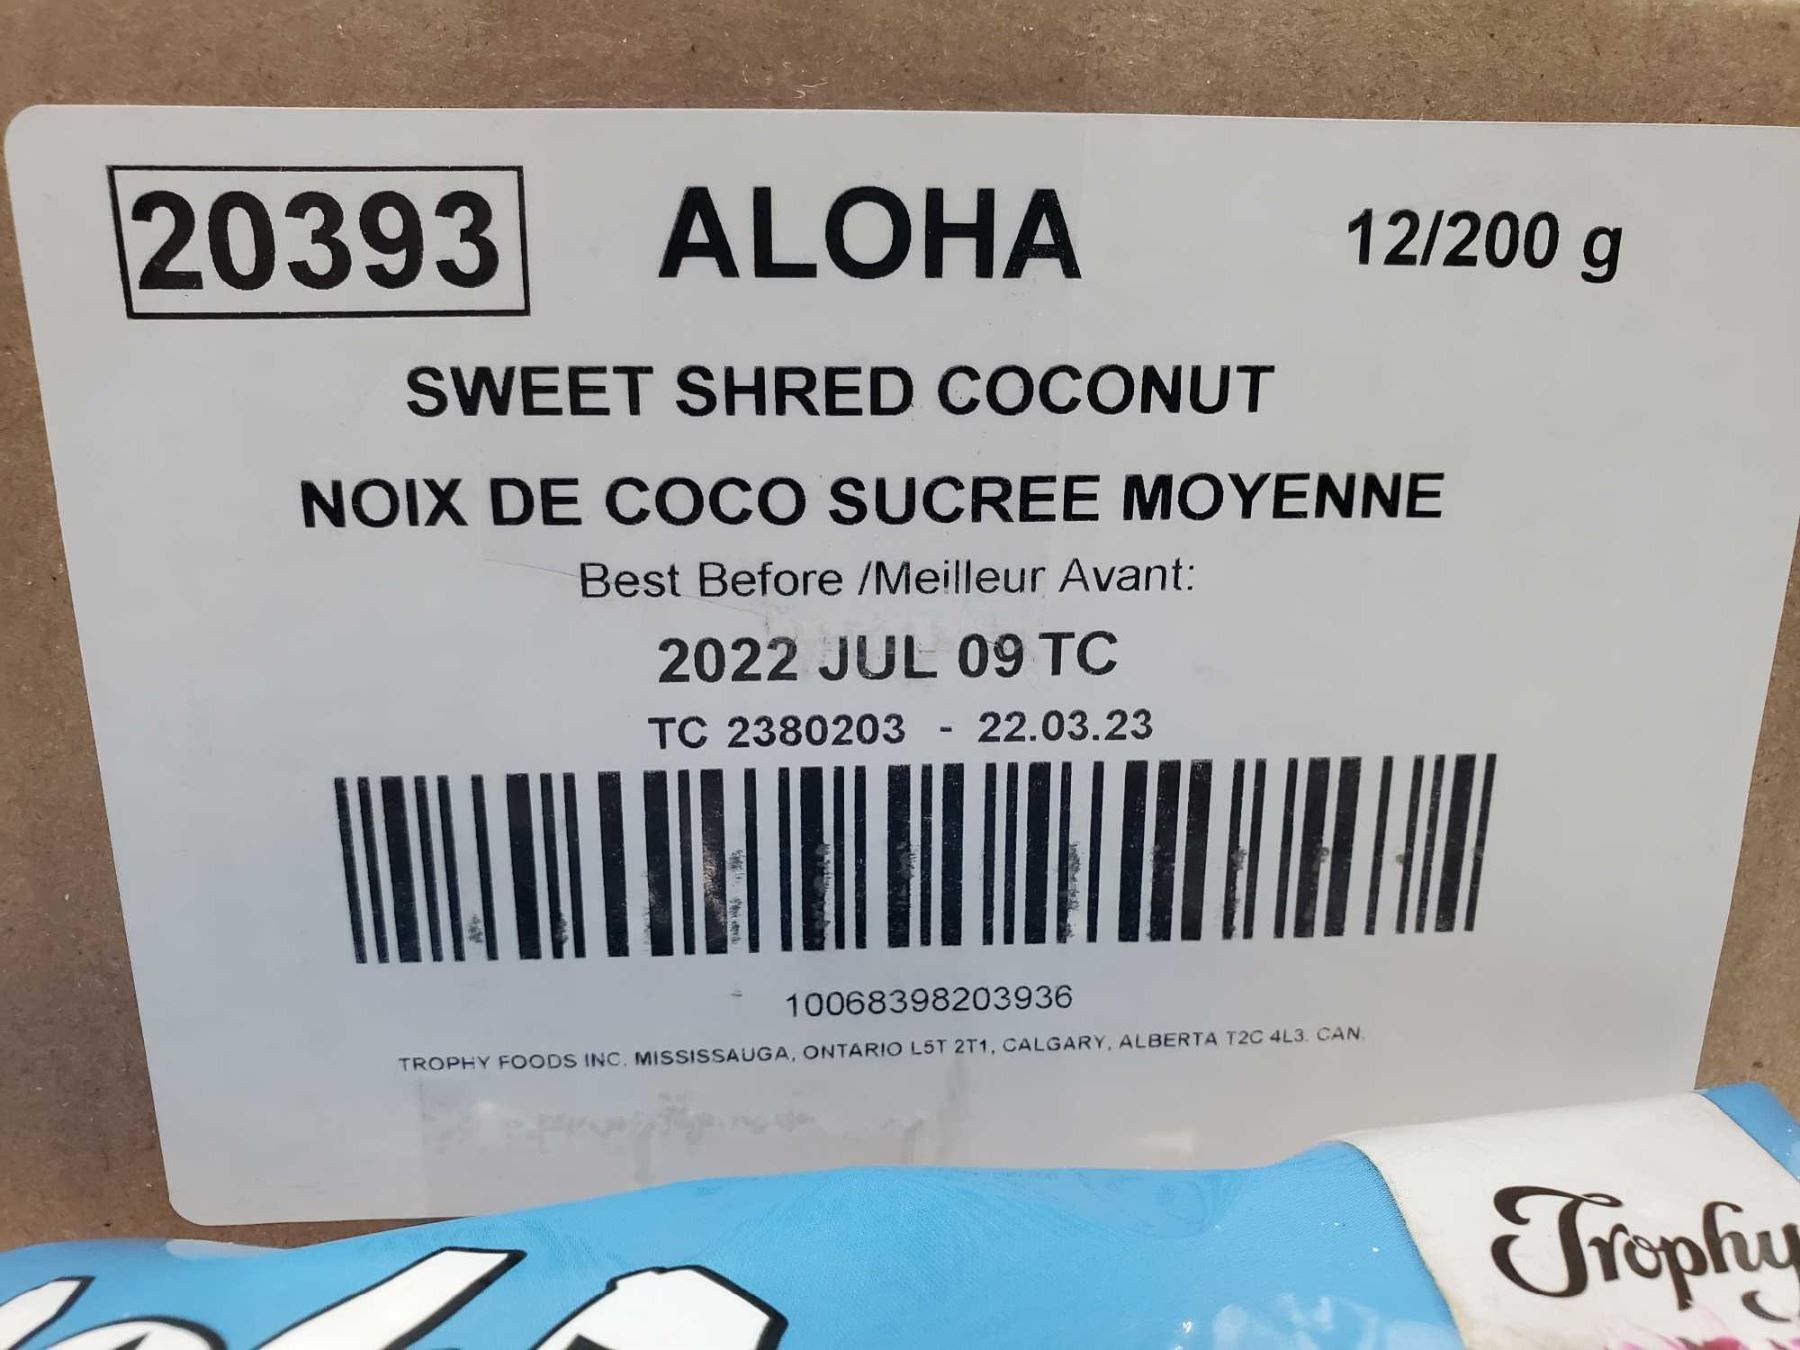 20393 ALOHA 12/200 g
SWEET SHRED COCONUT
NOIX DE COCO SUCREE MOYENNE
Best Before /Meilleur Avant:
2022 JUL 09 TC
TC 2380203 - 22.03.23
10068398203936
TROPHY FOODS INC. MISSISSAUGA, ONTARIO L5T 2T1, CALGARY, ALBERTA T2C 4L3. CAN.
Trophy